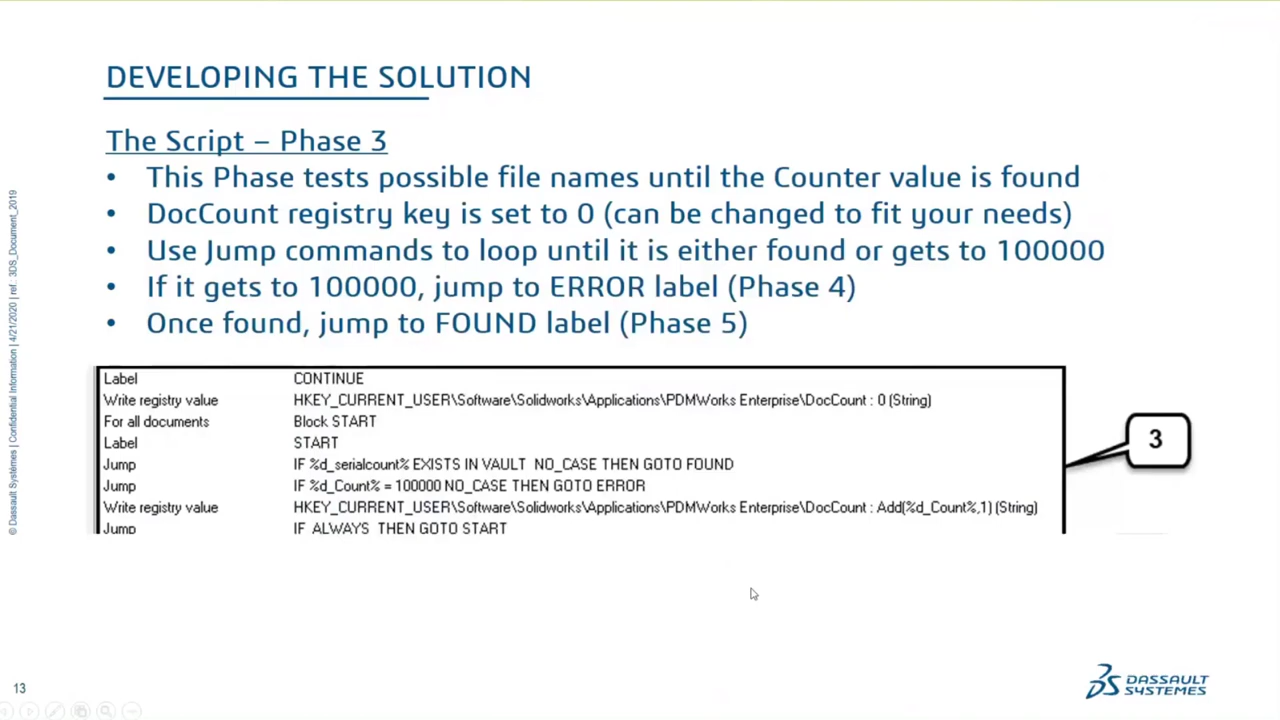 DEVELOPING THE SOLUTION
The Script – Phase 3
• This Phase tests possible file names until the Counter value is found
• DocCount registry key is set to 0 (can be changed to fit your needs)
• Use Jump commands to loop until it is either found or gets to 100000
• If it gets to 100000, jump to ERROR label (Phase 4)
• Once found, jump to FOUND label (Phase 5)
Label CONTINUE
Write registry value HKEY_CURRENT_USER\Software\Solidworks\Applications\PDMWorks Enterprise\DocCount : 0 (String)
For all documents Block START
Label START
Jump IF %d_serialcount% EXISTS IN VAULT NO_CASE THEN GOTO FOUND
Jump IF %d_Count% = 100000 NO_CASE THEN GOTO ERROR
Write registry value HKEY_CURRENT_USER\Software\Solidworks\Applications\PDMWorks Enterprise\DocCount : Add(%d_Count%,1) (String)
Jump IF ALWAYS THEN GOTO START
3
© Dassault Systèmes | Confidential Information | 4/21/2020 | ref.: 3DS_Document_2019
13
DASSAULT
SYSTEMES